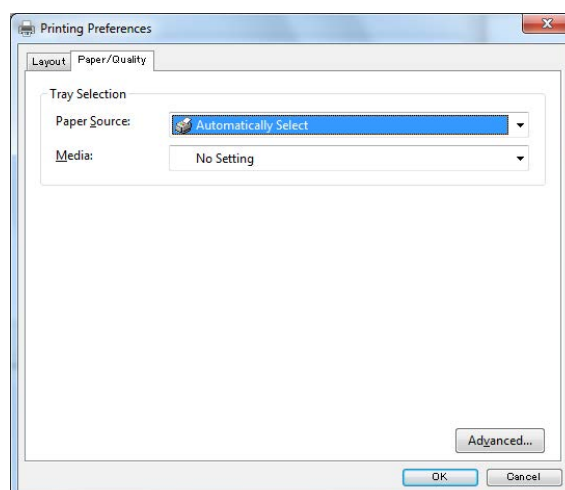 Printing Preferences
X
Layout Paper/Quality
Tray Selection
Paper Source: Automatically Select
Media: No Setting
Advanced...
OK Cancel